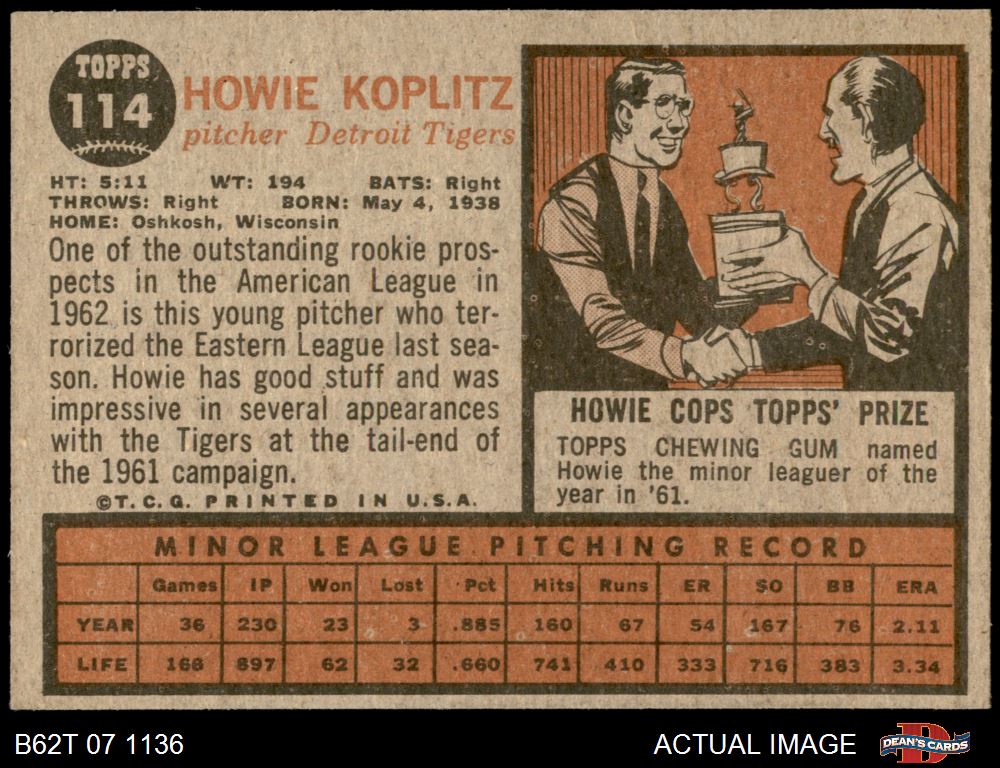 TOPPS
114
HOWIE KOPLITZ
pitcher Detroit Tigers
HT: 5:11 WT: 194 BATS: Right
THROWS: Right BORN: May 4, 1938
HOME: Oshkosh, Wisconsin
One of the outstanding rookie pros-
pects in the American League in
1962 is this young pitcher who ter-
rorized the Eastern League last sea-
son. Howie has good stuff and was
impressive in several appearances
with the Tigers at the tail-end of
the 1961 campaign.
©T.C.G. PRINTED IN U.S.A.
HOWIE COPS TOPPS' PRIZE
TOPPS CHEWING GUM named
Howie the minor leaguer of the
year in '61.
MINOR LEAGUE PITCHING RECORD
Games IP Won Lost Pct Hits Runs ER SO BB ERA
YEAR 36 230 23 3 .885 160 67 54 167 76 2.11
LIFE 166 897 62 32 .660 741 410 333 716 383 3.34
B62T 07 1136
ACTUAL IMAGE
DEAN'S CARDS